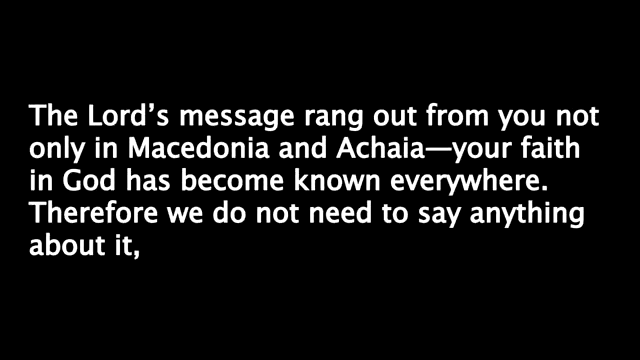 The Lord’s message rang out from you not
only in Macedonia and Achaia—your faith
in God has become known everywhere.
Therefore we do not need to say anything
about it,